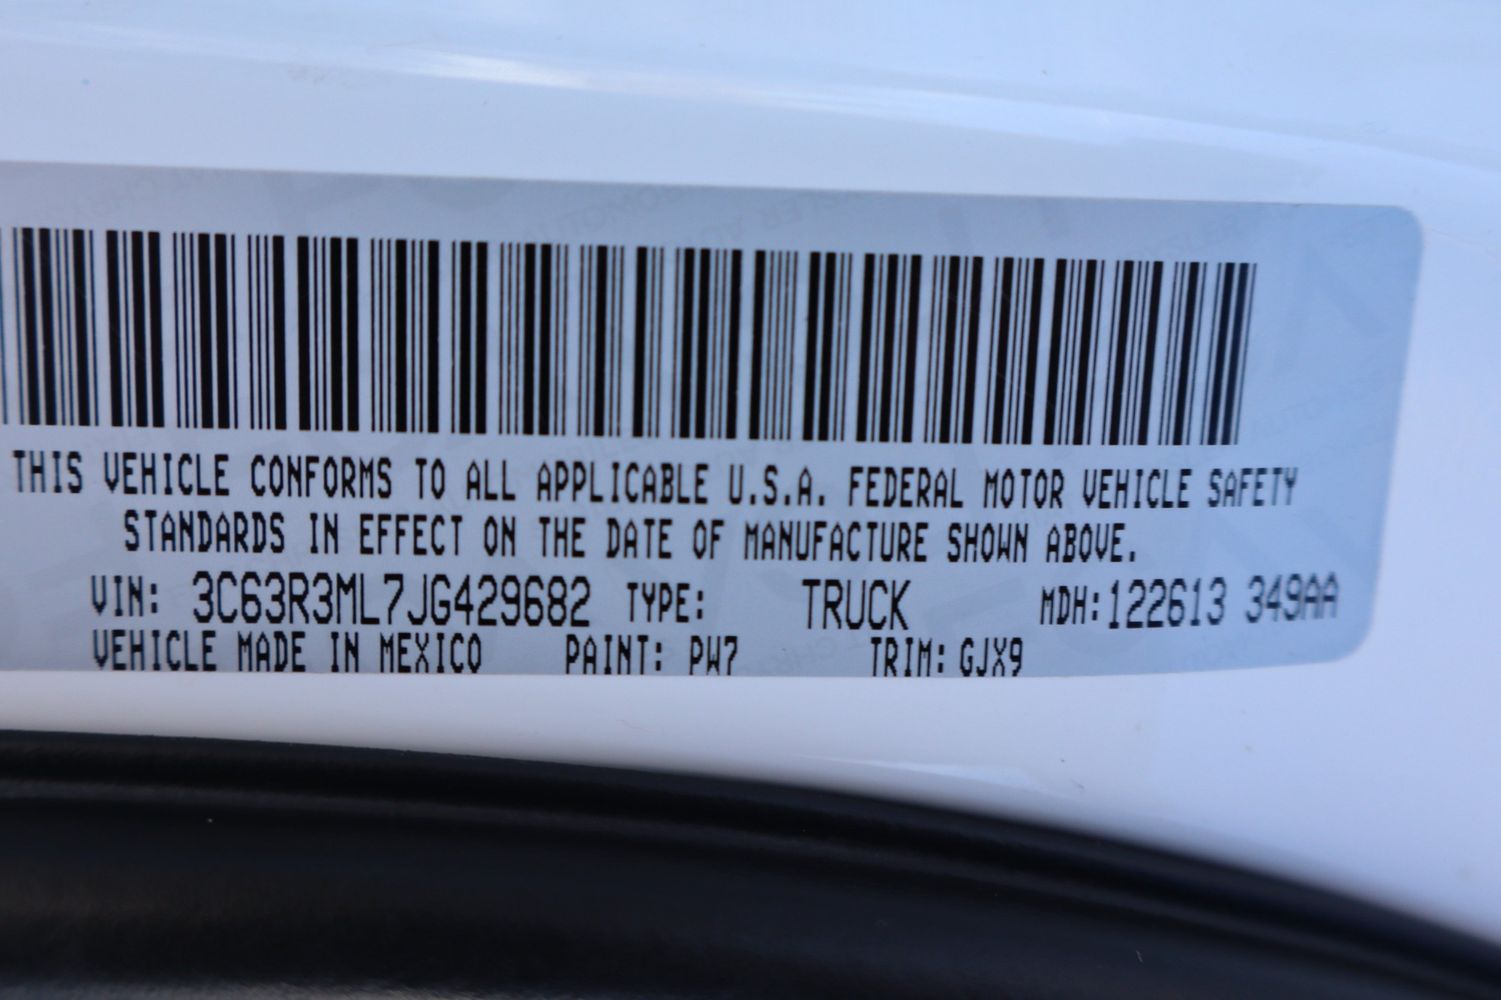 THIS VEHICLE CONFORMS TO ALL APPLICABLE U.S.A. FEDERAL MOTOR VEHICLE SAFETY
STANDARDS IN EFFECT ON THE DATE OF MANUFACTURE SHOWN ABOVE.
VIN: 3C63R3ML7JG429682 TYPE: TRUCK MDH:122613 349AA
VEHICLE MADE IN MEXICO PAINT: PW7 TRIM: GJX9